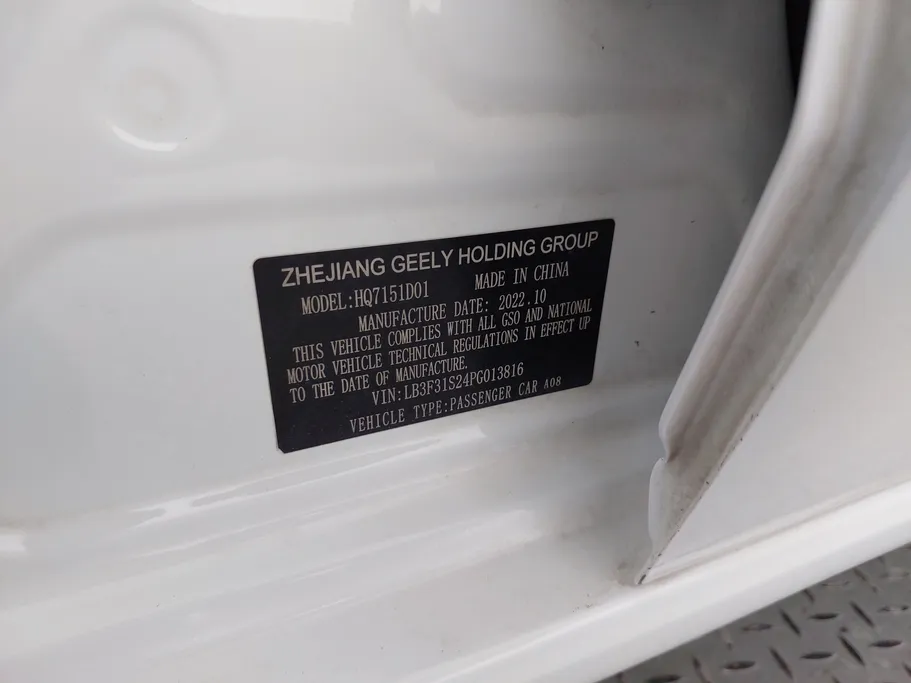 ZHEJIANG GEELY HOLDING GROUP
MODEL:HQ7151D01 MADE IN CHINA
MANUFACTURE DATE: 2022.10
THIS VEHICLE COMPLIES WITH ALL GSO AND NATIONAL
MOTOR VEHICLE TECHNICAL REGULATIONS IN EFFECT UP
TO THE DATE OF MANUFACTURE.
VIN:LB3F31S24PG013816
VEHICLE TYPE:PASSENGER CAR A08